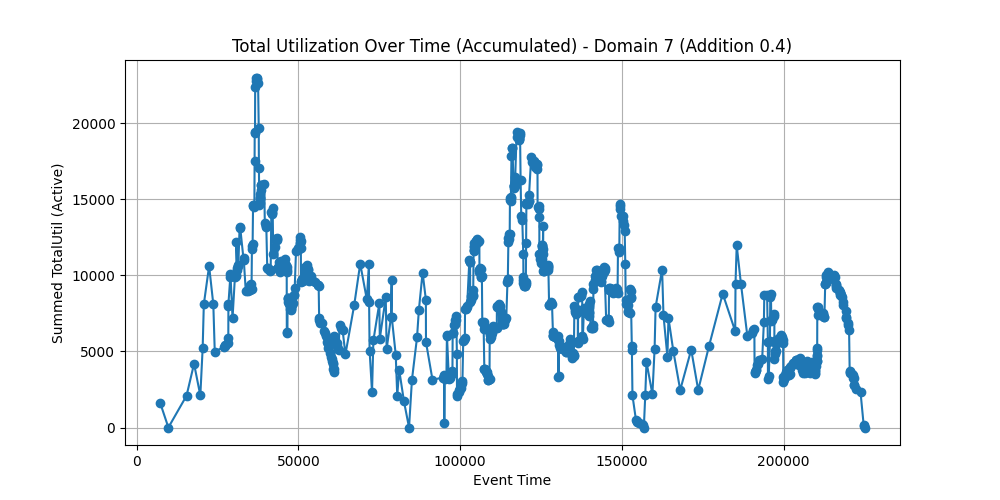 Total Utilization Over Time (Accumulated) - Domain 7 (Addition 0.4)
Summed TotalUtil (Active)
20000
15000
10000
5000
0
0 50000 100000 150000 200000
Event Time